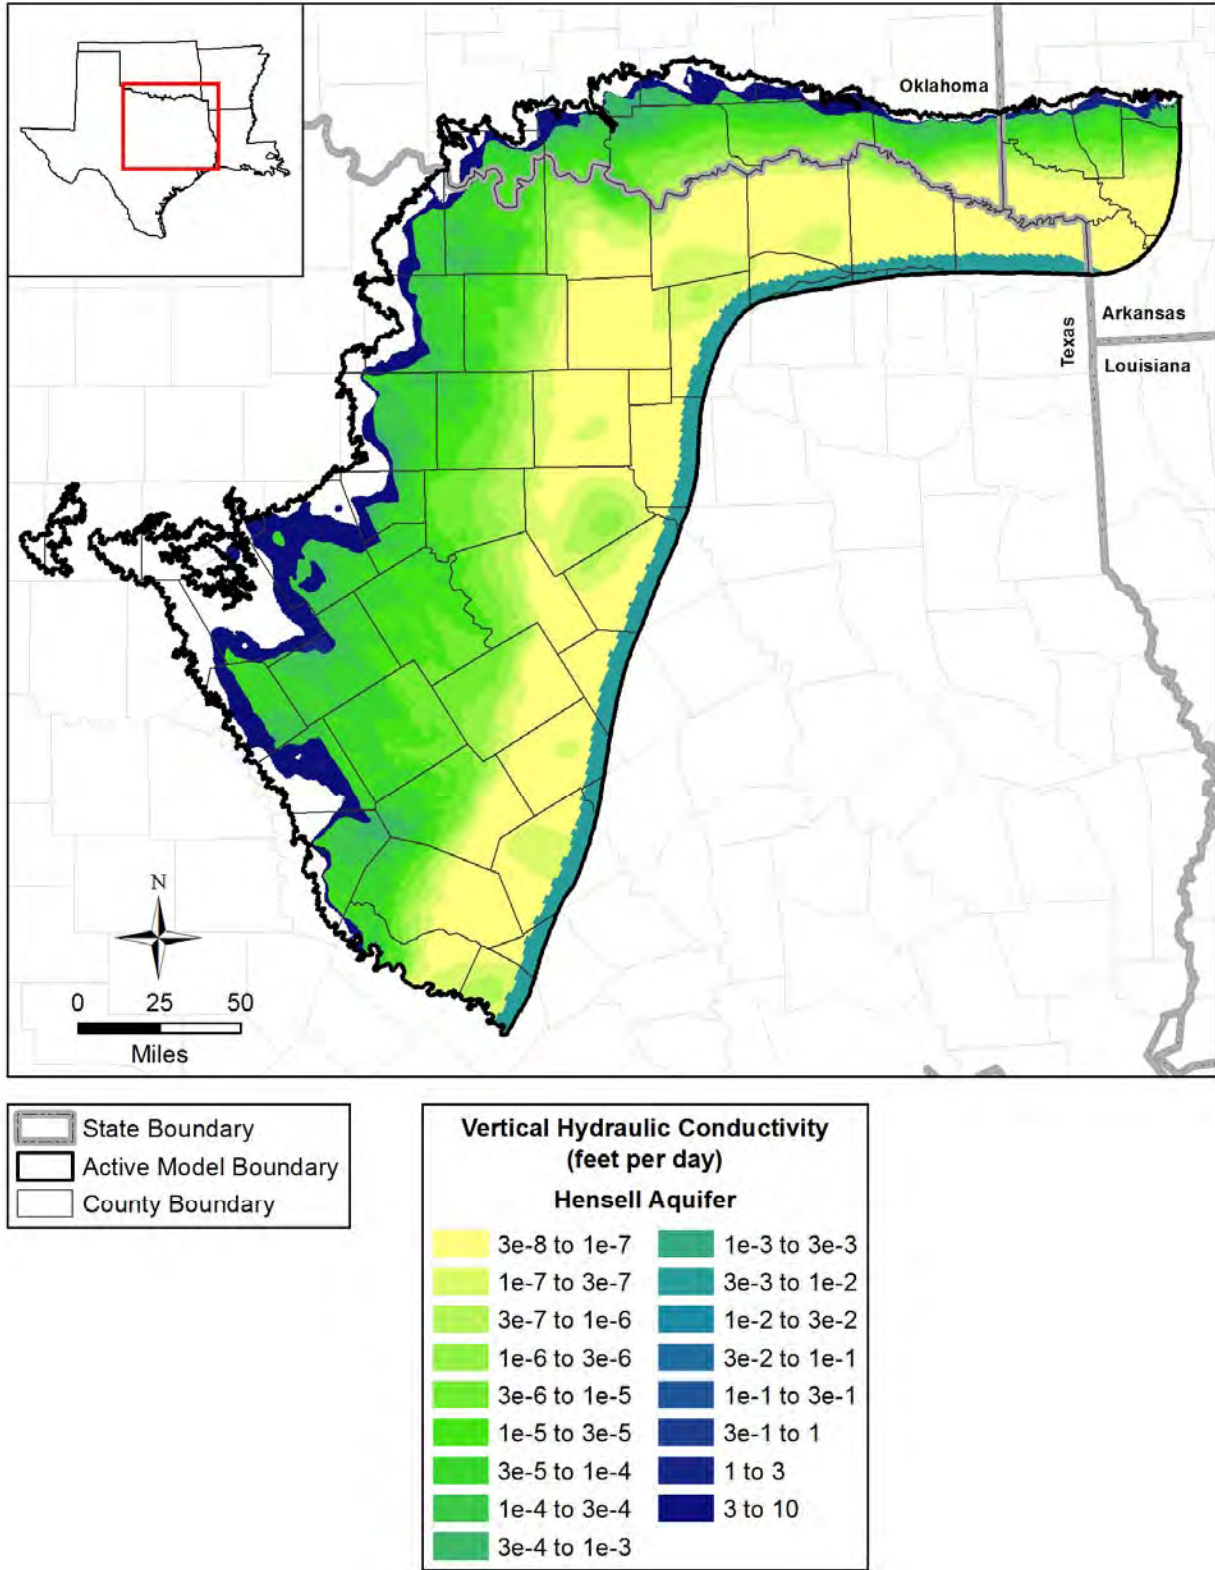 Oklahoma
Texas
Arkansas
Louisiana
N
0 25 50
Miles
State Boundary
Active Model Boundary
County Boundary
Vertical Hydraulic Conductivity
(feet per day)
Hensell Aquifer
3e-8 to 1e-7
1e-7 to 3e-7
3e-7 to 1e-6
1e-6 to 3e-6
3e-6 to 1e-5
1e-5 to 3e-5
3e-5 to 1e-4
1e-4 to 3e-4
3e-4 to 1e-3
1e-3 to 3e-3
3e-3 to 1e-2
1e-2 to 3e-2
3e-2 to 1e-1
1e-1 to 3e-1
3e-1 to 1
1 to 3
3 to 10